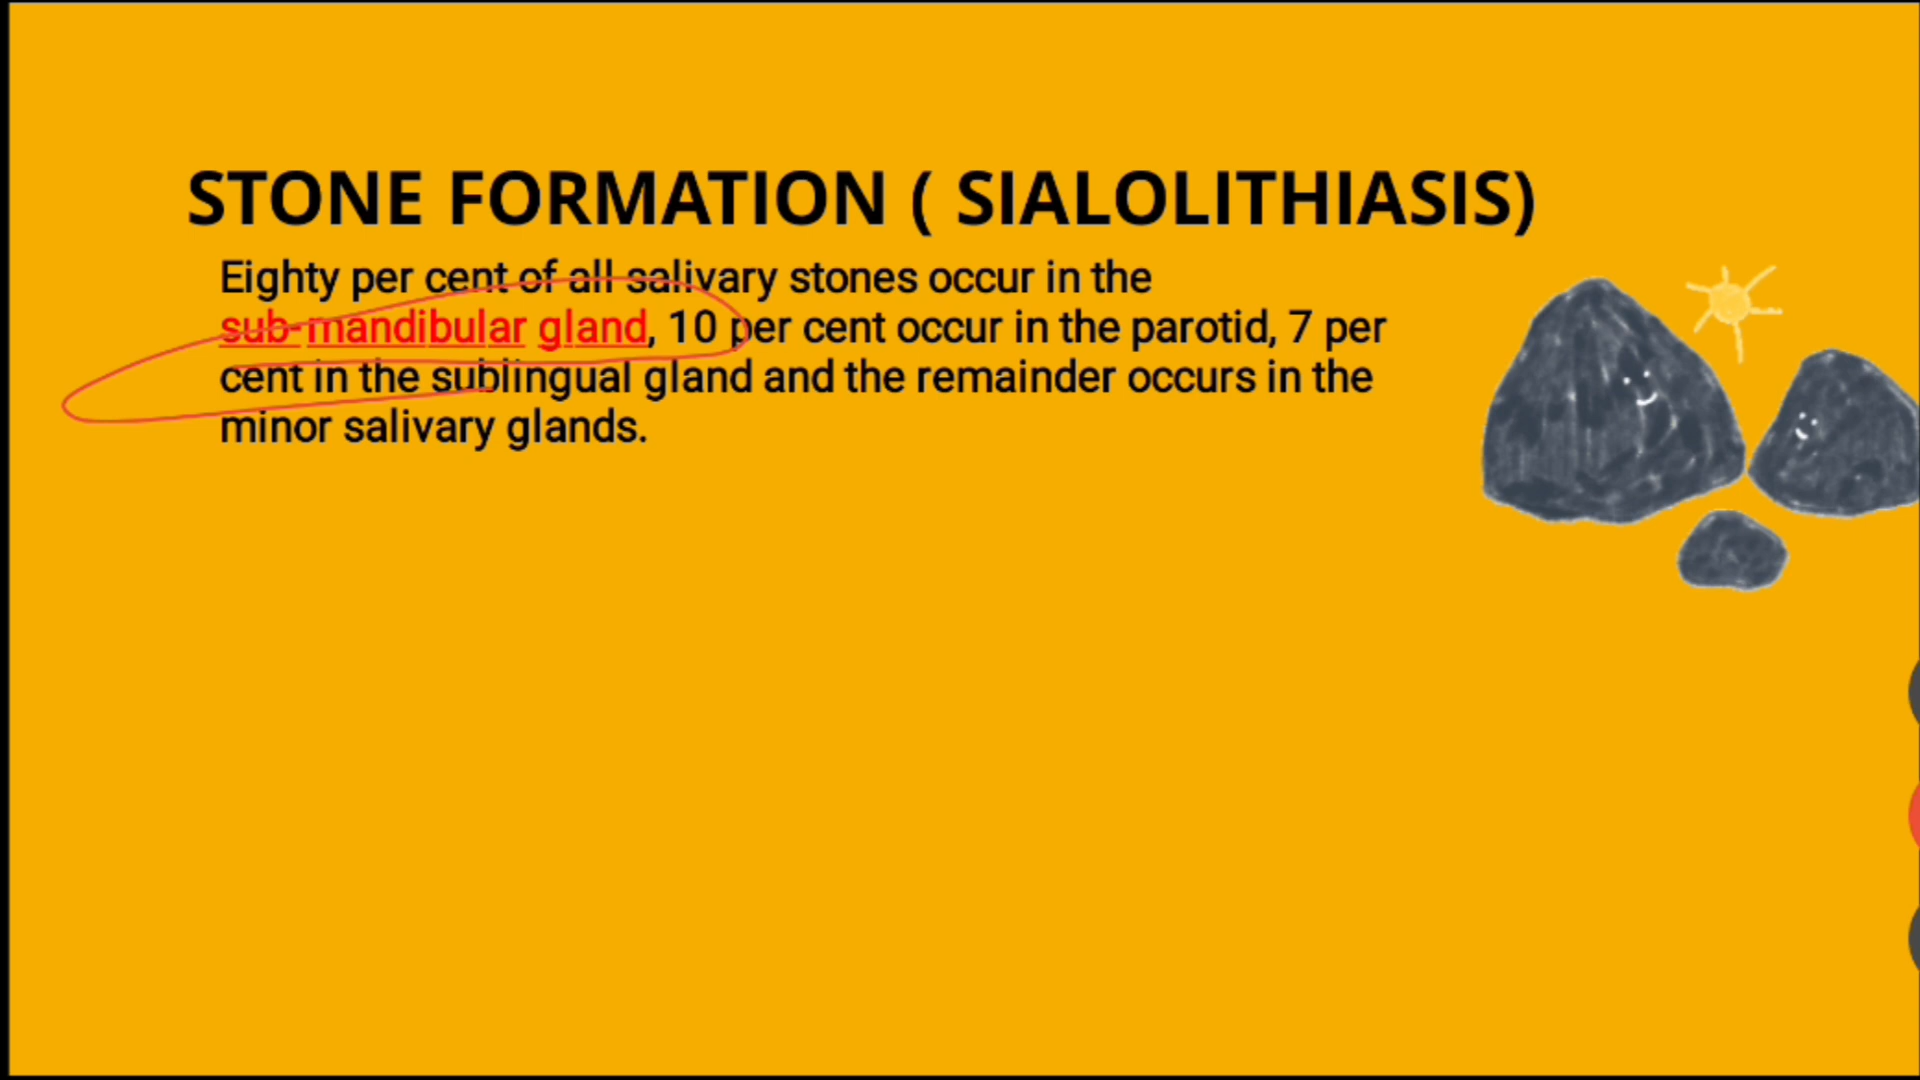 STONE FORMATION ( SIALOLITHIASIS)
Eighty per cent of all salivary stones occur in the
sub-mandibular gland, 10 per cent occur in the parotid, 7 per
cent in the sublingual gland and the remainder occurs in the
minor salivary glands.